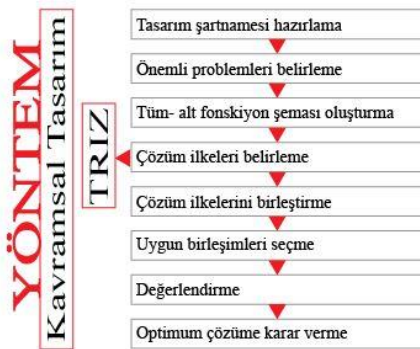 YÖNTEM
Kavramsal Tasarım
TRIZ
Tasarım şartnamesi hazırlama
Önemli problemleri belirleme
Tüm- alt fonskiyon şeması oluşturma
Çözüm ilkeleri belirleme
Çözüm ilkelerini birleştirme
Uygun birleşimleri seçme
Değerlendirme
Optimum çözüme karar verme